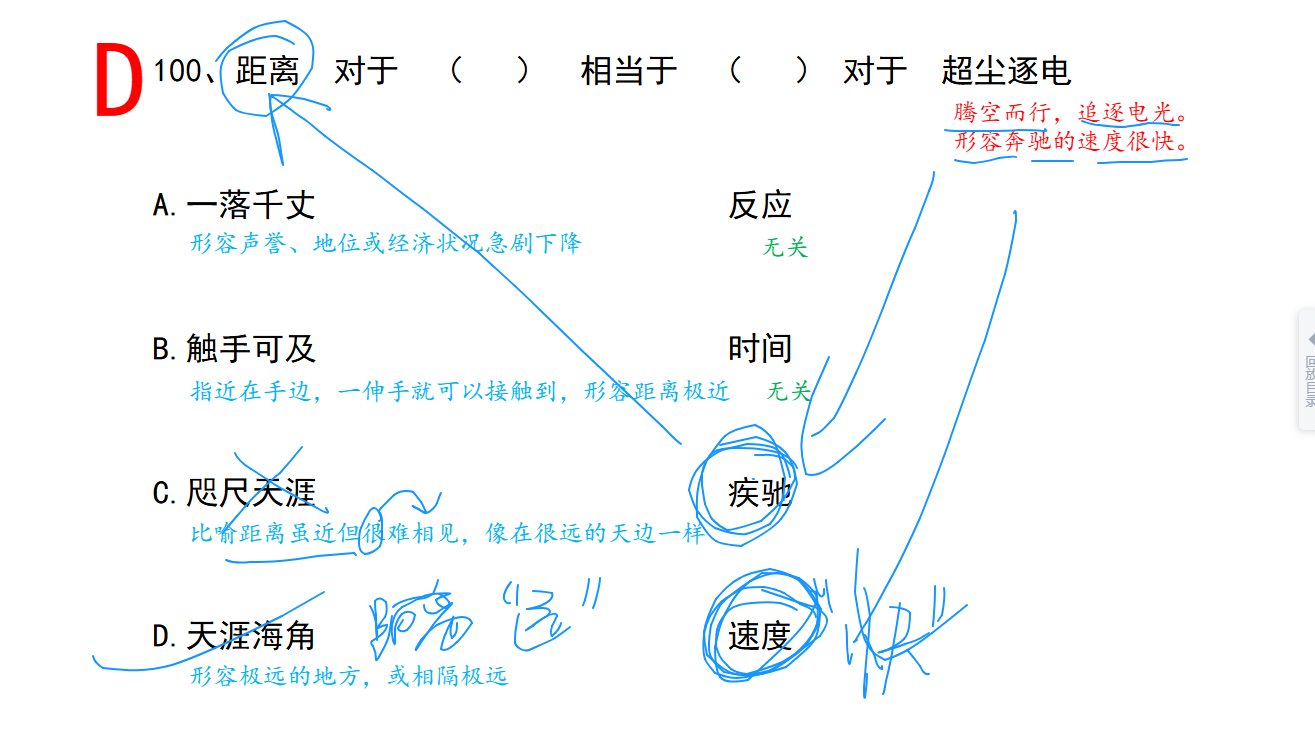 D
100、距离 对于 （ ） 相当于 （ ） 对于 超尘逐电
腾空而行，追逐电光。
形容奔驰的速度很快。
A.一落千丈 反应
形容声誉、地位或经济状况急剧下降 无关
B.触手可及 时间
指近在手边，一伸手就可以接触到，形容距离极近 无关
C.咫尺天涯 疾驰
比喻距离虽近但很难相见，像在很远的天边一样
D.天涯海角 距离 “远” 速度 “快”
形容极远的地方，或相隔极远
回放目录